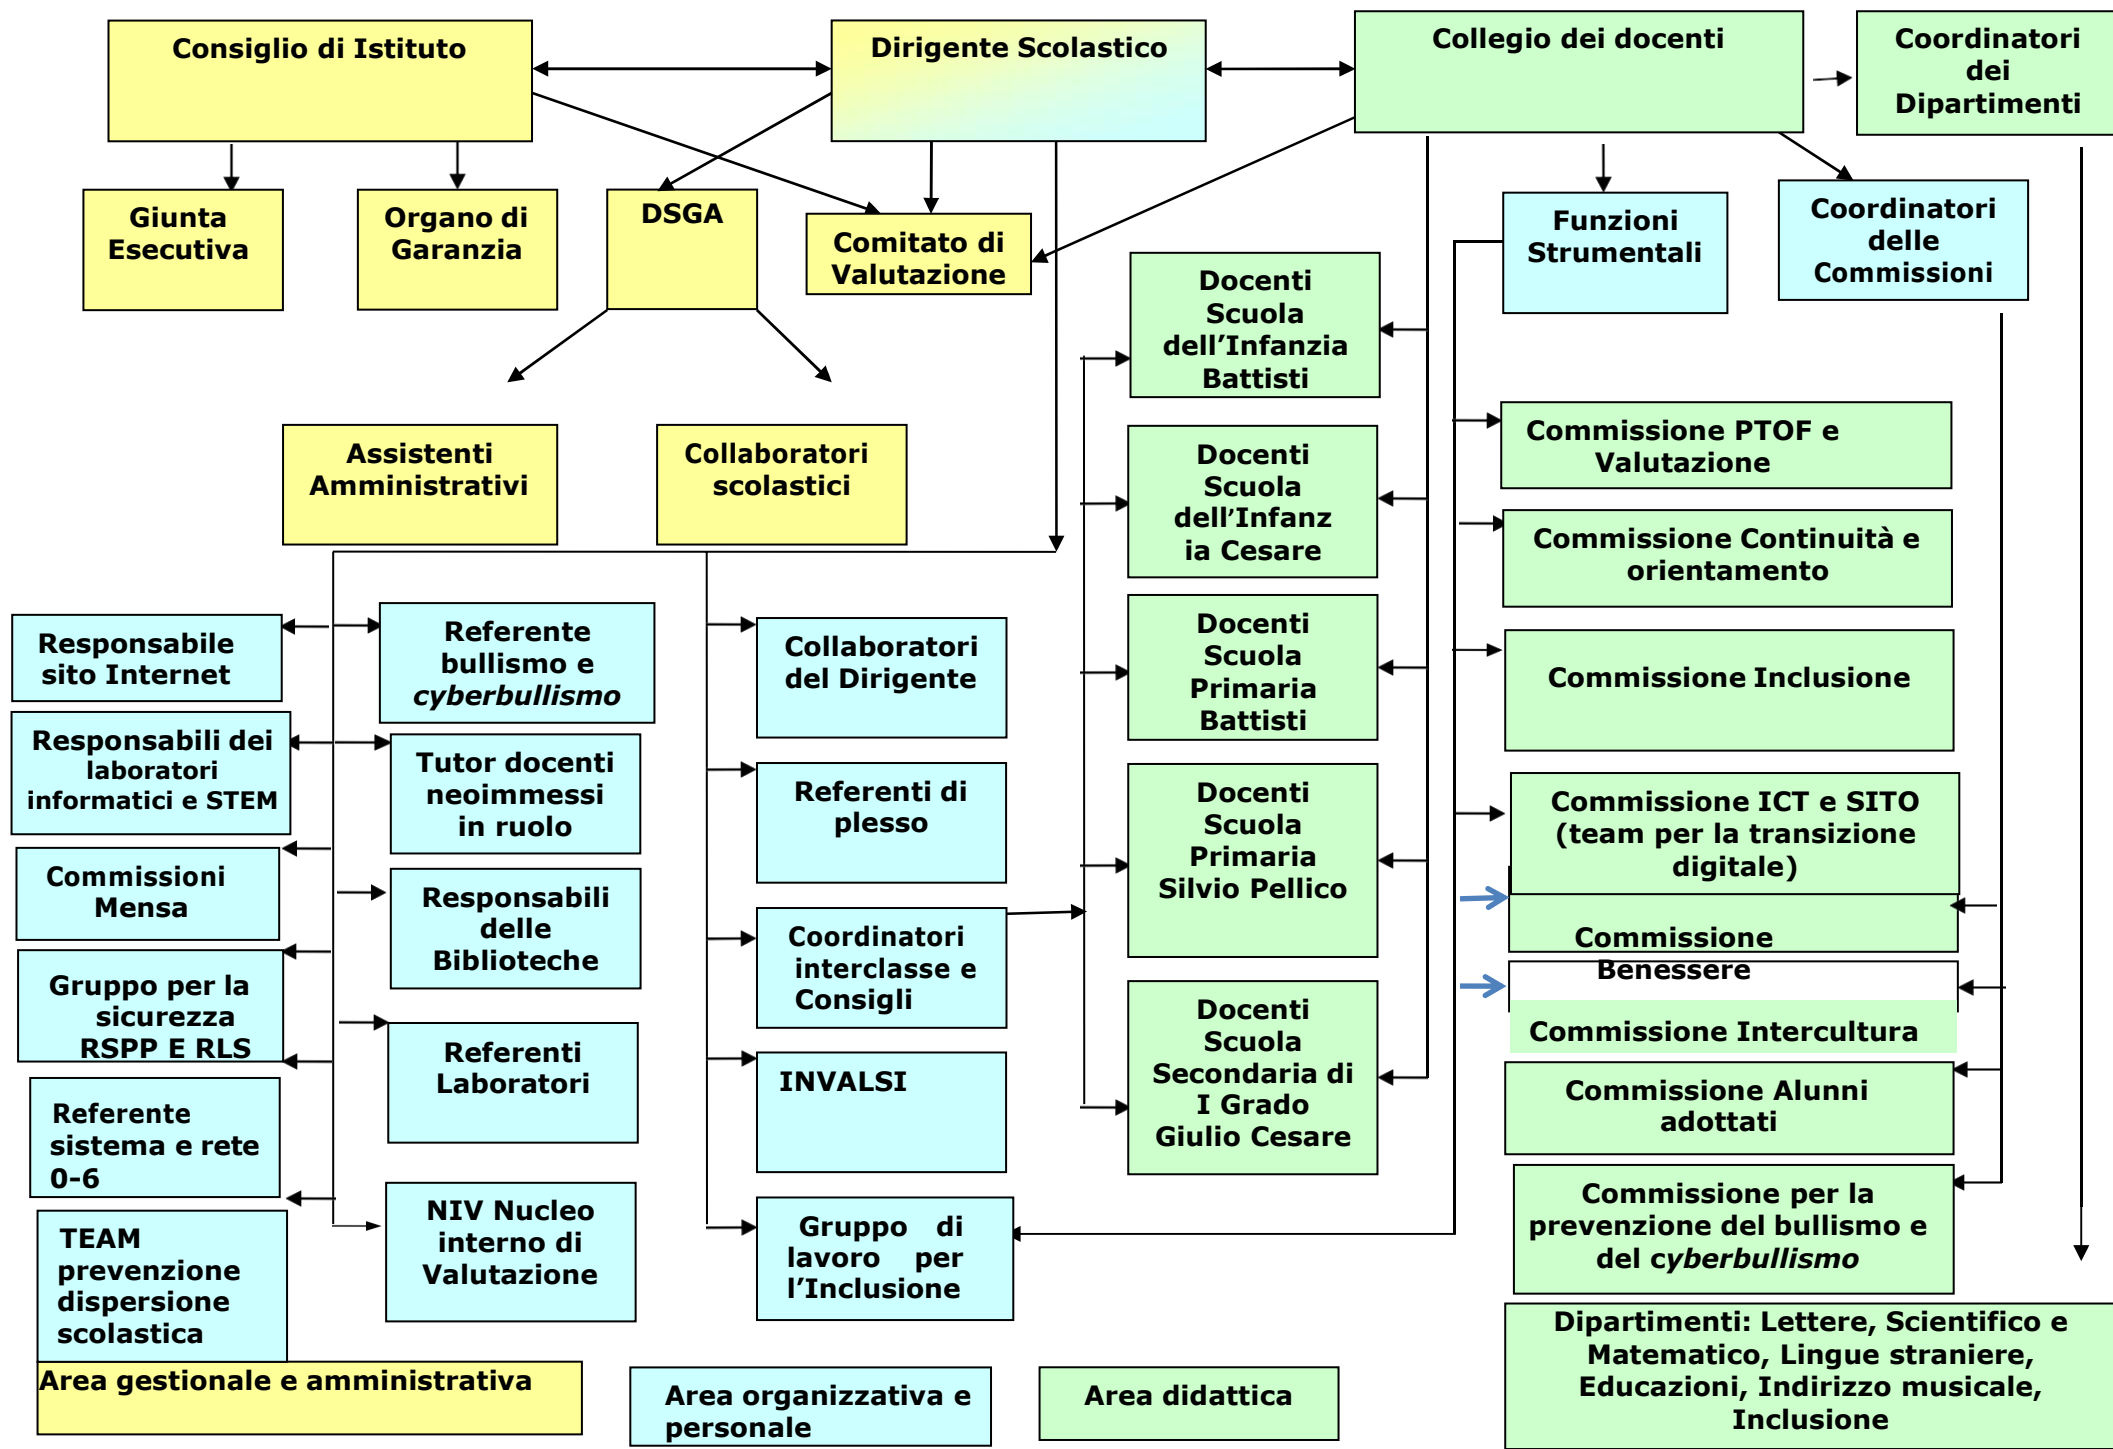 Consiglio di Istituto
Dirigente Scolastico
Collegio dei docenti
Coordinatori
dei
Dipartimenti
Giunta
Esecutiva
Organo di
Garanzia
DSGA
Comitato di
Valutazione
Funzioni
Strumentali
Coordinatori
delle
Commissioni
Assistenti
Amministrativi
Collaboratori
scolastici
Docenti
Scuola
dell’Infanzia
Battisti
Docenti
Scuola
dell’Infanz
ia Cesare
Docenti
Scuola
Primaria
Battisti
Docenti
Scuola
Primaria
Silvio Pellico
Docenti
Scuola
Secondaria di
I Grado
Giulio Cesare
Commissione PTOF e
Valutazione
Commissione Continuità e
orientamento
Commissione Inclusione
Commissione ICT e SITO
(team per la transizione
digitale)
Commissione
Benessere
Commissione Intercultura
Commissione Alunni
adottati
Commissione per la
prevenzione del bullismo e
del cyberbullismo
Dipartimenti: Lettere, Scientifico e
Matematico, Lingue straniere,
Educazioni, Indirizzo musicale,
Inclusione
Responsabile
sito Internet
Responsabili dei
laboratori
informatici e STEM
Commissioni
Mensa
Gruppo per la
sicurezza
RSPP E RLS
Referente
sistema e rete
0-6
TEAM
prevenzione
dispersione
scolastica
Referente
bullismo e
cyberbullismo
Tutor docenti
neoimmessi
in ruolo
Responsabili
delle
Biblioteche
Referenti
Laboratori
NIV Nucleo
interno di
Valutazione
Collaboratori
del Dirigente
Referenti di
plesso
Coordinatori
interclasse e
Consigli
INVALSI
Gruppo di
lavoro per
l’Inclusione
Area gestionale e amministrativa
Area organizzativa e
personale
Area didattica